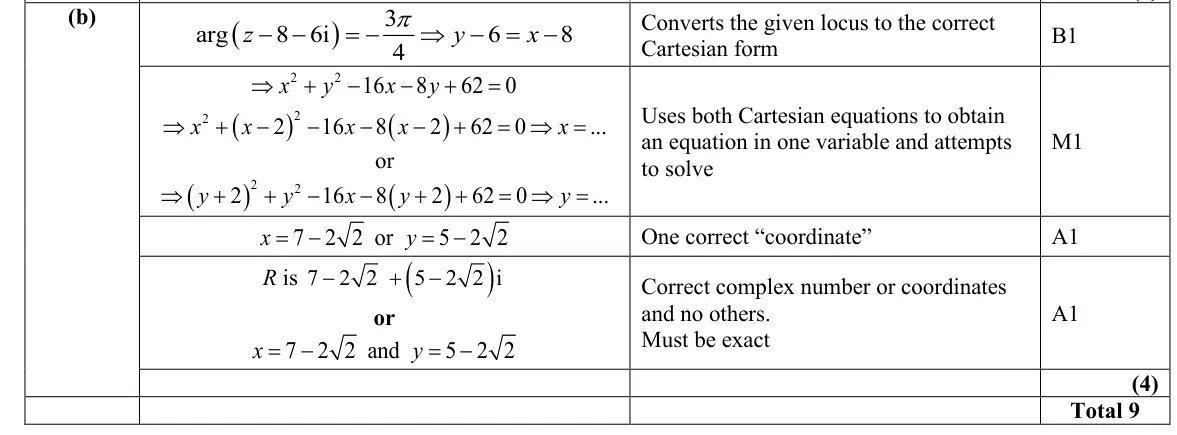 (b)
arg(z − 8 − 6i) = −3π/4 ⇒ y − 6 = x − 8
Converts the given locus to the correct
Cartesian form
B1
⇒ x² + y² − 16x − 8y + 62 = 0
⇒ x² + (x − 2)² − 16x − 8(x − 2) + 62 = 0 ⇒ x = ...
or
⇒ (y + 2)² + y² − 16x − 8(y + 2) + 62 = 0 ⇒ y = ...
Uses both Cartesian equations to obtain
an equation in one variable and attempts
to solve
M1
x = 7 − 2√2 or y = 5 − 2√2
One correct “coordinate”
A1
R is 7 − 2√2 + (5 − 2√2)i
or
x = 7 − 2√2 and y = 5 − 2√2
Correct complex number or coordinates
and no others.
Must be exact
A1
(4)
Total 9